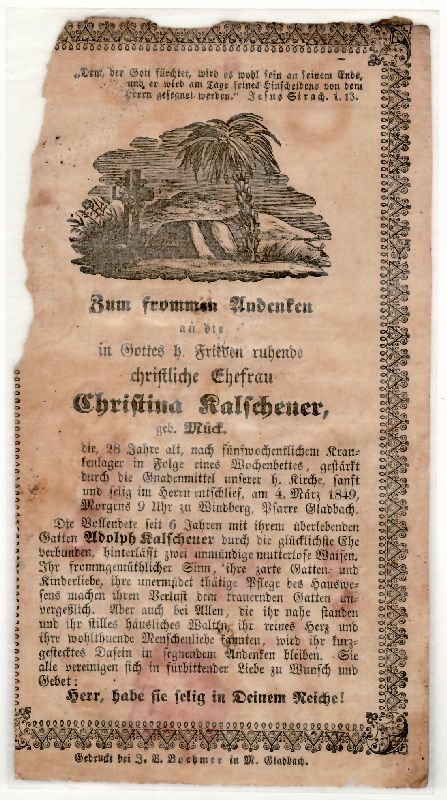 „Dem, der Gott fürchtet, wird es wohl sein an seinem Ende,
und er wird am Tage seines Hinscheidens von dem
Herrn gesegnet werden.“ Jesus Sirach. 1. 13.
Zum frommen Andenken
an die
in Gottes h. Frieden ruhende
christliche Ehefrau
Christina Kalscheuer,
geb. Mück.
die, 28 Jahre alt, nach fünfwochentlichem Kran-
kenlager in Folge eines Wochenbettes, gestärkt
durch die Gnadenmittel unserer h. Kirche, sanft
und selig im Herrn entschlief, am 4. März 1849,
Morgens 9 Uhr zu Windberg, Pfarre Gladbach.
Die Vollendete seit 6 Jahren mit ihrem überlebenden
Gatten Adolph Kalscheuer durch die glücklichste Ehe
verbunden, hinterläßt zwei unmündige mutterlose Waisen.
Ihr frommgemüthlicher Sinn, ihre zarte Gatten- und
Kinderliebe, ihre unermüdet thätige Pflege des Hauswe-
sens machen ihren Verlust dem trauernden Gatten un-
vergeßlich. Aber auch bei Allen, die ihr nahe standen
und ihr stilles häusliches Walten, ihr reines Herz und
ihre wohlthuende Menschenliebe kannten, wird ihr kurz-
gestecktes Dasein in segnendem Andenken bleiben. Sie
alle vereinigen sich in fürbittender Liebe zu Wunsch und
Gebet:
Herr, habe sie selig in Deinem Reiche!
Gedruckt bei J. B. Boehmer in M. Gladbach.